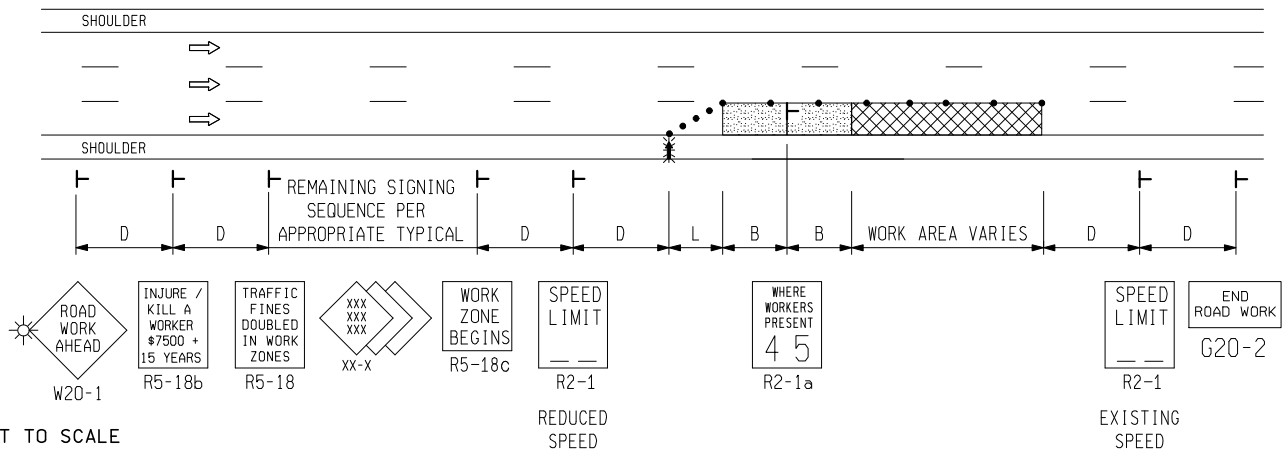 SHOULDER
SHOULDER
REMAINING SIGNING
SEQUENCE PER
APPROPRIATE TYPICAL
D
D
D
D
L
B
B
WORK AREA VARIES
D
D
ROAD
WORK
AHEAD
W20-1
INJURE /
KILL A
WORKER
$7500 +
15 YEARS
R5-18b
TRAFFIC
FINES
DOUBLED
IN WORK
ZONES
R5-18
XXX
XXX
XXX
XX-X
WORK
ZONE
BEGINS
R5-18c
SPEED
LIMIT
_ _
R2-1
REDUCED
SPEED
WHERE
WORKERS
PRESENT
45
R2-1a
SPEED
LIMIT
_ _
R2-1
EXISTING
SPEED
END
ROAD WORK
G20-2
T TO SCALE